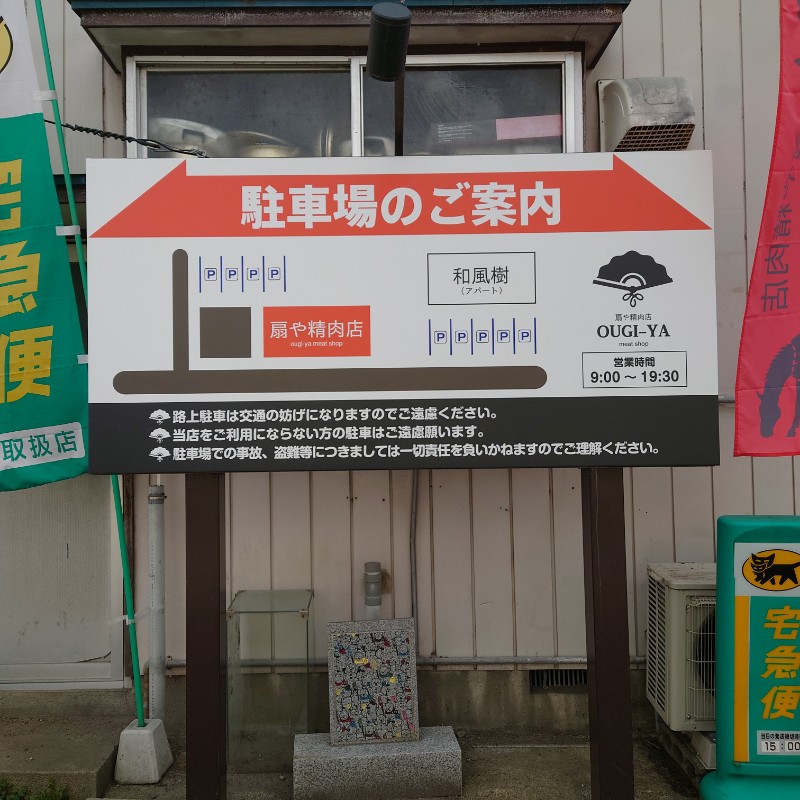 駐車場のご案内
P P P P
和風樹
(アパート)
扇や精肉店
ougi-ya meat shop
P P P P P
扇や精肉店
OUGI-YA
meat shop
営業時間
9:00 〜 19:30
路上駐車は交通の妨げになりますのでご遠慮ください。
当店をご利用にならない方の駐車はご遠慮願います。
駐車場での事故、盗難等につきましては一切責任を負いかねますのでご理解ください。
宅急便
取扱店
精肉店
宅急便
15:00